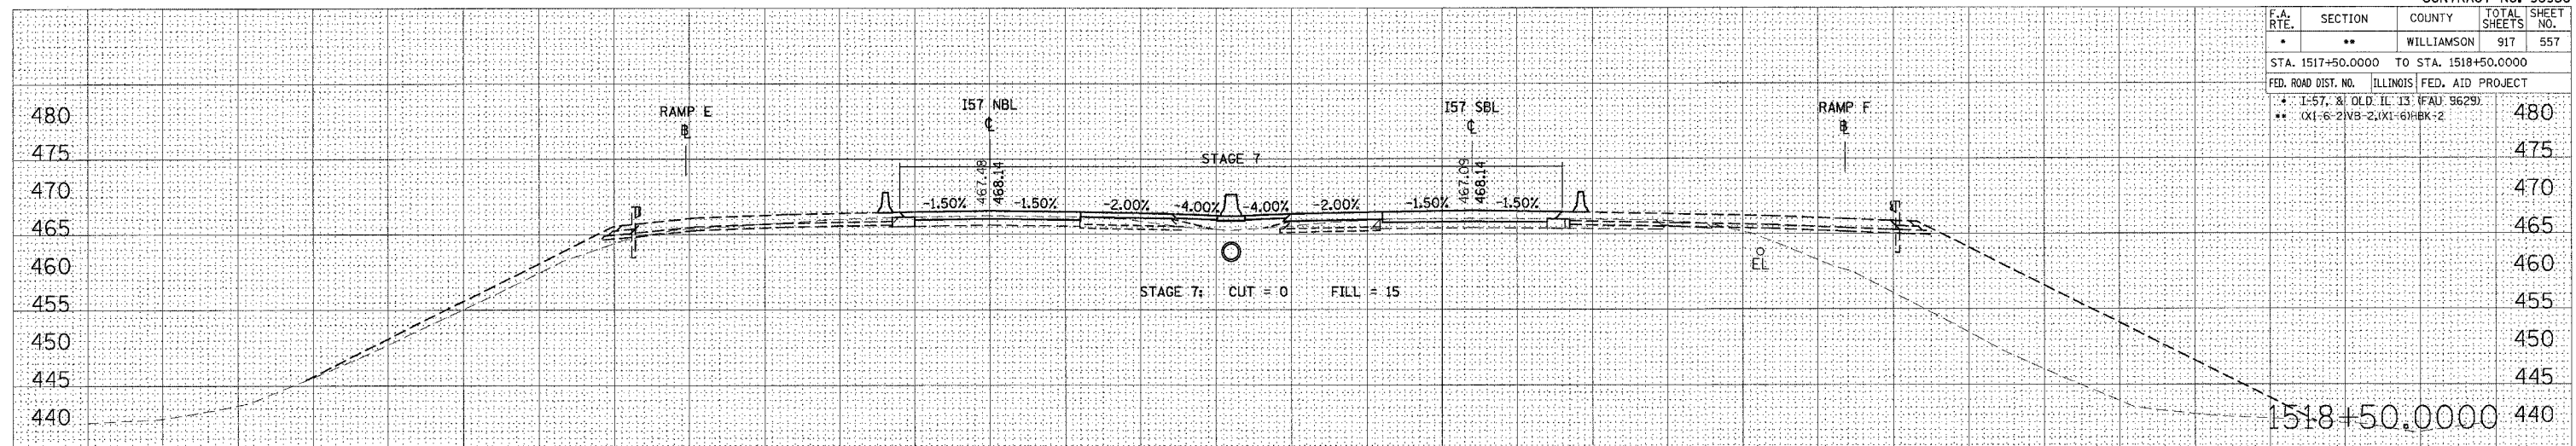 F.A. RTE. SECTION COUNTY TOTAL SHEETS SHEET NO.
* ** WILLIAMSON 917 557
STA. 1517+50.0000 TO STA. 1518+50.0000
FED. ROAD DIST. NO. ILLINOIS FED. AID PROJECT
* I-57, & OLD IL 13 (FAU 9629)
** (X1-6-2)VB-2,(X1-6)HBK-2
RAMP E
I57 NBL
I57 SBL
RAMP F
480 480
475 475
STAGE 7
467.48
468.14
467.09
468.14
470 470
-1.50% -1.50% -2.00% -4.00% -4.00% -2.00% -1.50% -1.50%
465 465
460 460
EL
STAGE 7: CUT = 0 FILL = 15
455 455
450 450
445 445
440 440
1518+50.0000